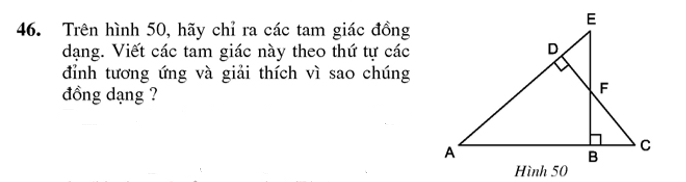 46. Trên hình 50, hãy chỉ ra các tam giác đồng
dạng. Viết các tam giác này theo thứ tự các
đỉnh tương ứng và giải thích vì sao chúng
đồng dạng ?
E
D
F
A
B
C
Hình 50